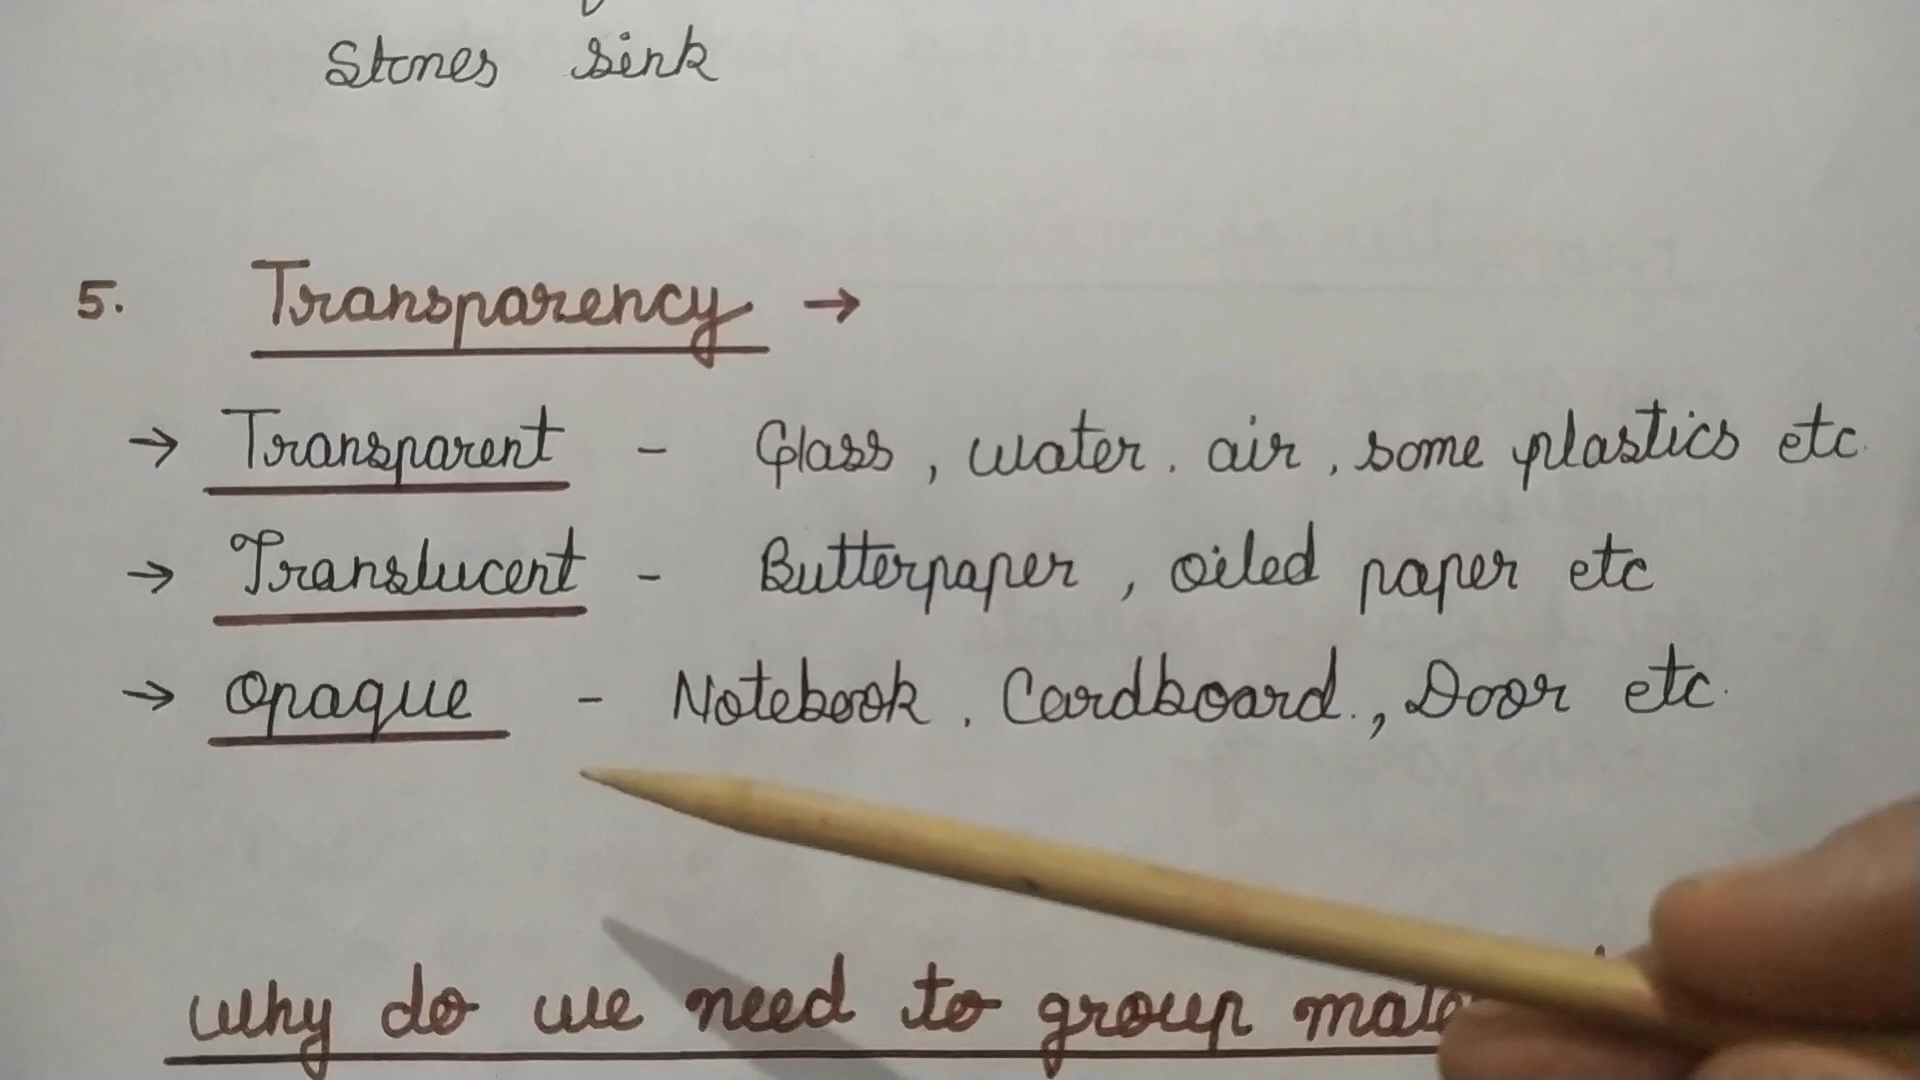 Stones sink
5. Transparency →
→ Transparent - Glass, water, air, some plastics etc.
→ Translucent - Butterpaper, oiled paper etc
→ Opaque - Notebook, Cardboard., Door etc.
Why do we need to group